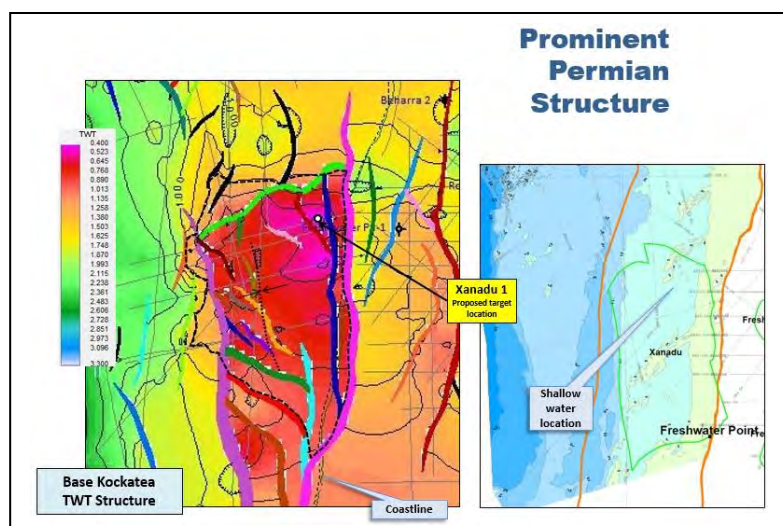 Prominent
Permian
Structure
TWT
0.400
0.523
0.645
0.768
0.890
1.013
1.135
1.258
1.380
1.503
1.625
1.748
1.870
1.993
2.115
2.238
2.361
2.483
2.606
2.728
2.851
2.973
3.096
3.300
Baharra 2
Xanadu 1
Proposed target
location
Base Kockatea
TWT Structure
Coastline
Xanadu
Shallow
water
location
Freshwater Point